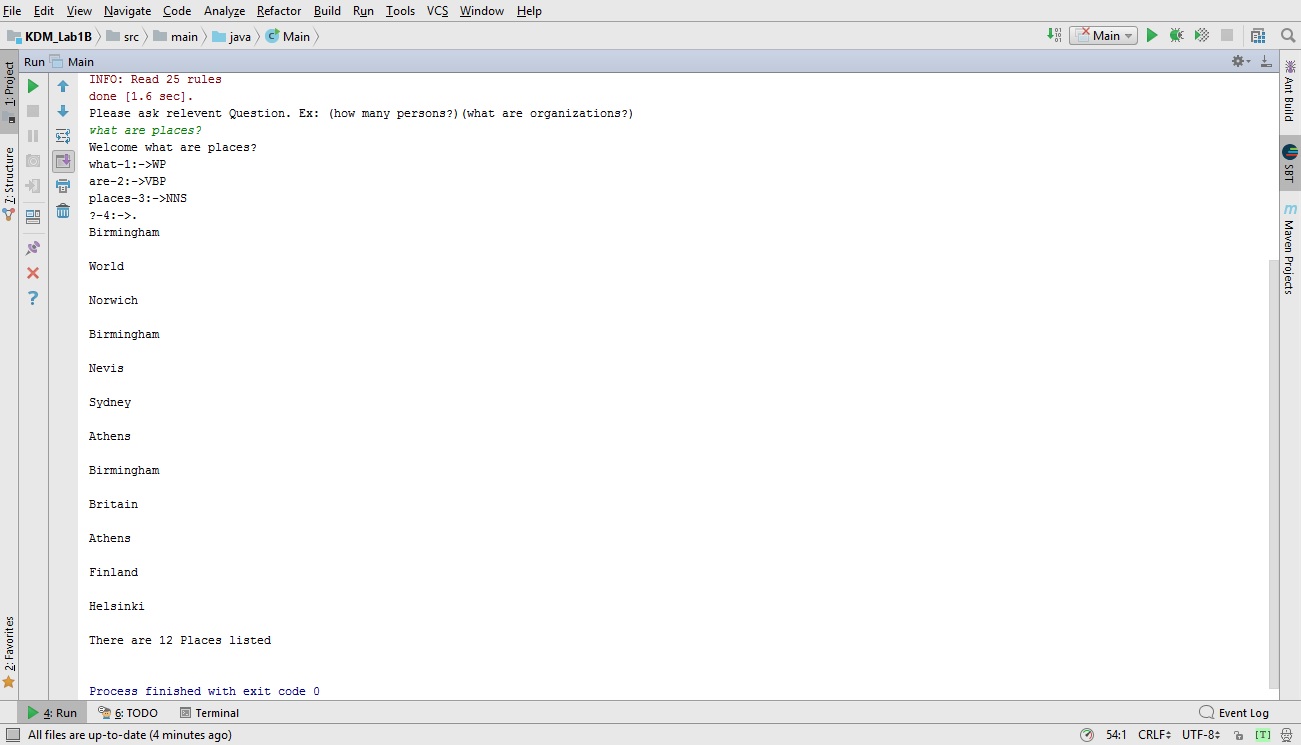 File Edit View Navigate Code Analyze Refactor Build Run Tools VCS Window Help
KDM_Lab1B src main java Main Main
Run Main
INFO: Read 25 rules
done [1.6 sec].
Please ask relevent Question. Ex: (how many persons?)(what are organizations?)
what are places?
Welcome what are places?
what-1:->WP
are-2:->VBP
places-3:->NNS
?-4:->.
Birmingham
World
Norwich
Birmingham
Nevis
Sydney
Athens
Birmingham
Britain
Athens
Finland
Helsinki
There are 12 Places listed
Process finished with exit code 0
1: Project
7: Structure
2: Favorites
Ant Build
SBT
Maven Projects
4: Run 6: TODO Terminal Event Log
All files are up-to-date (4 minutes ago) 54:1 CRLF UTF-8 [T]